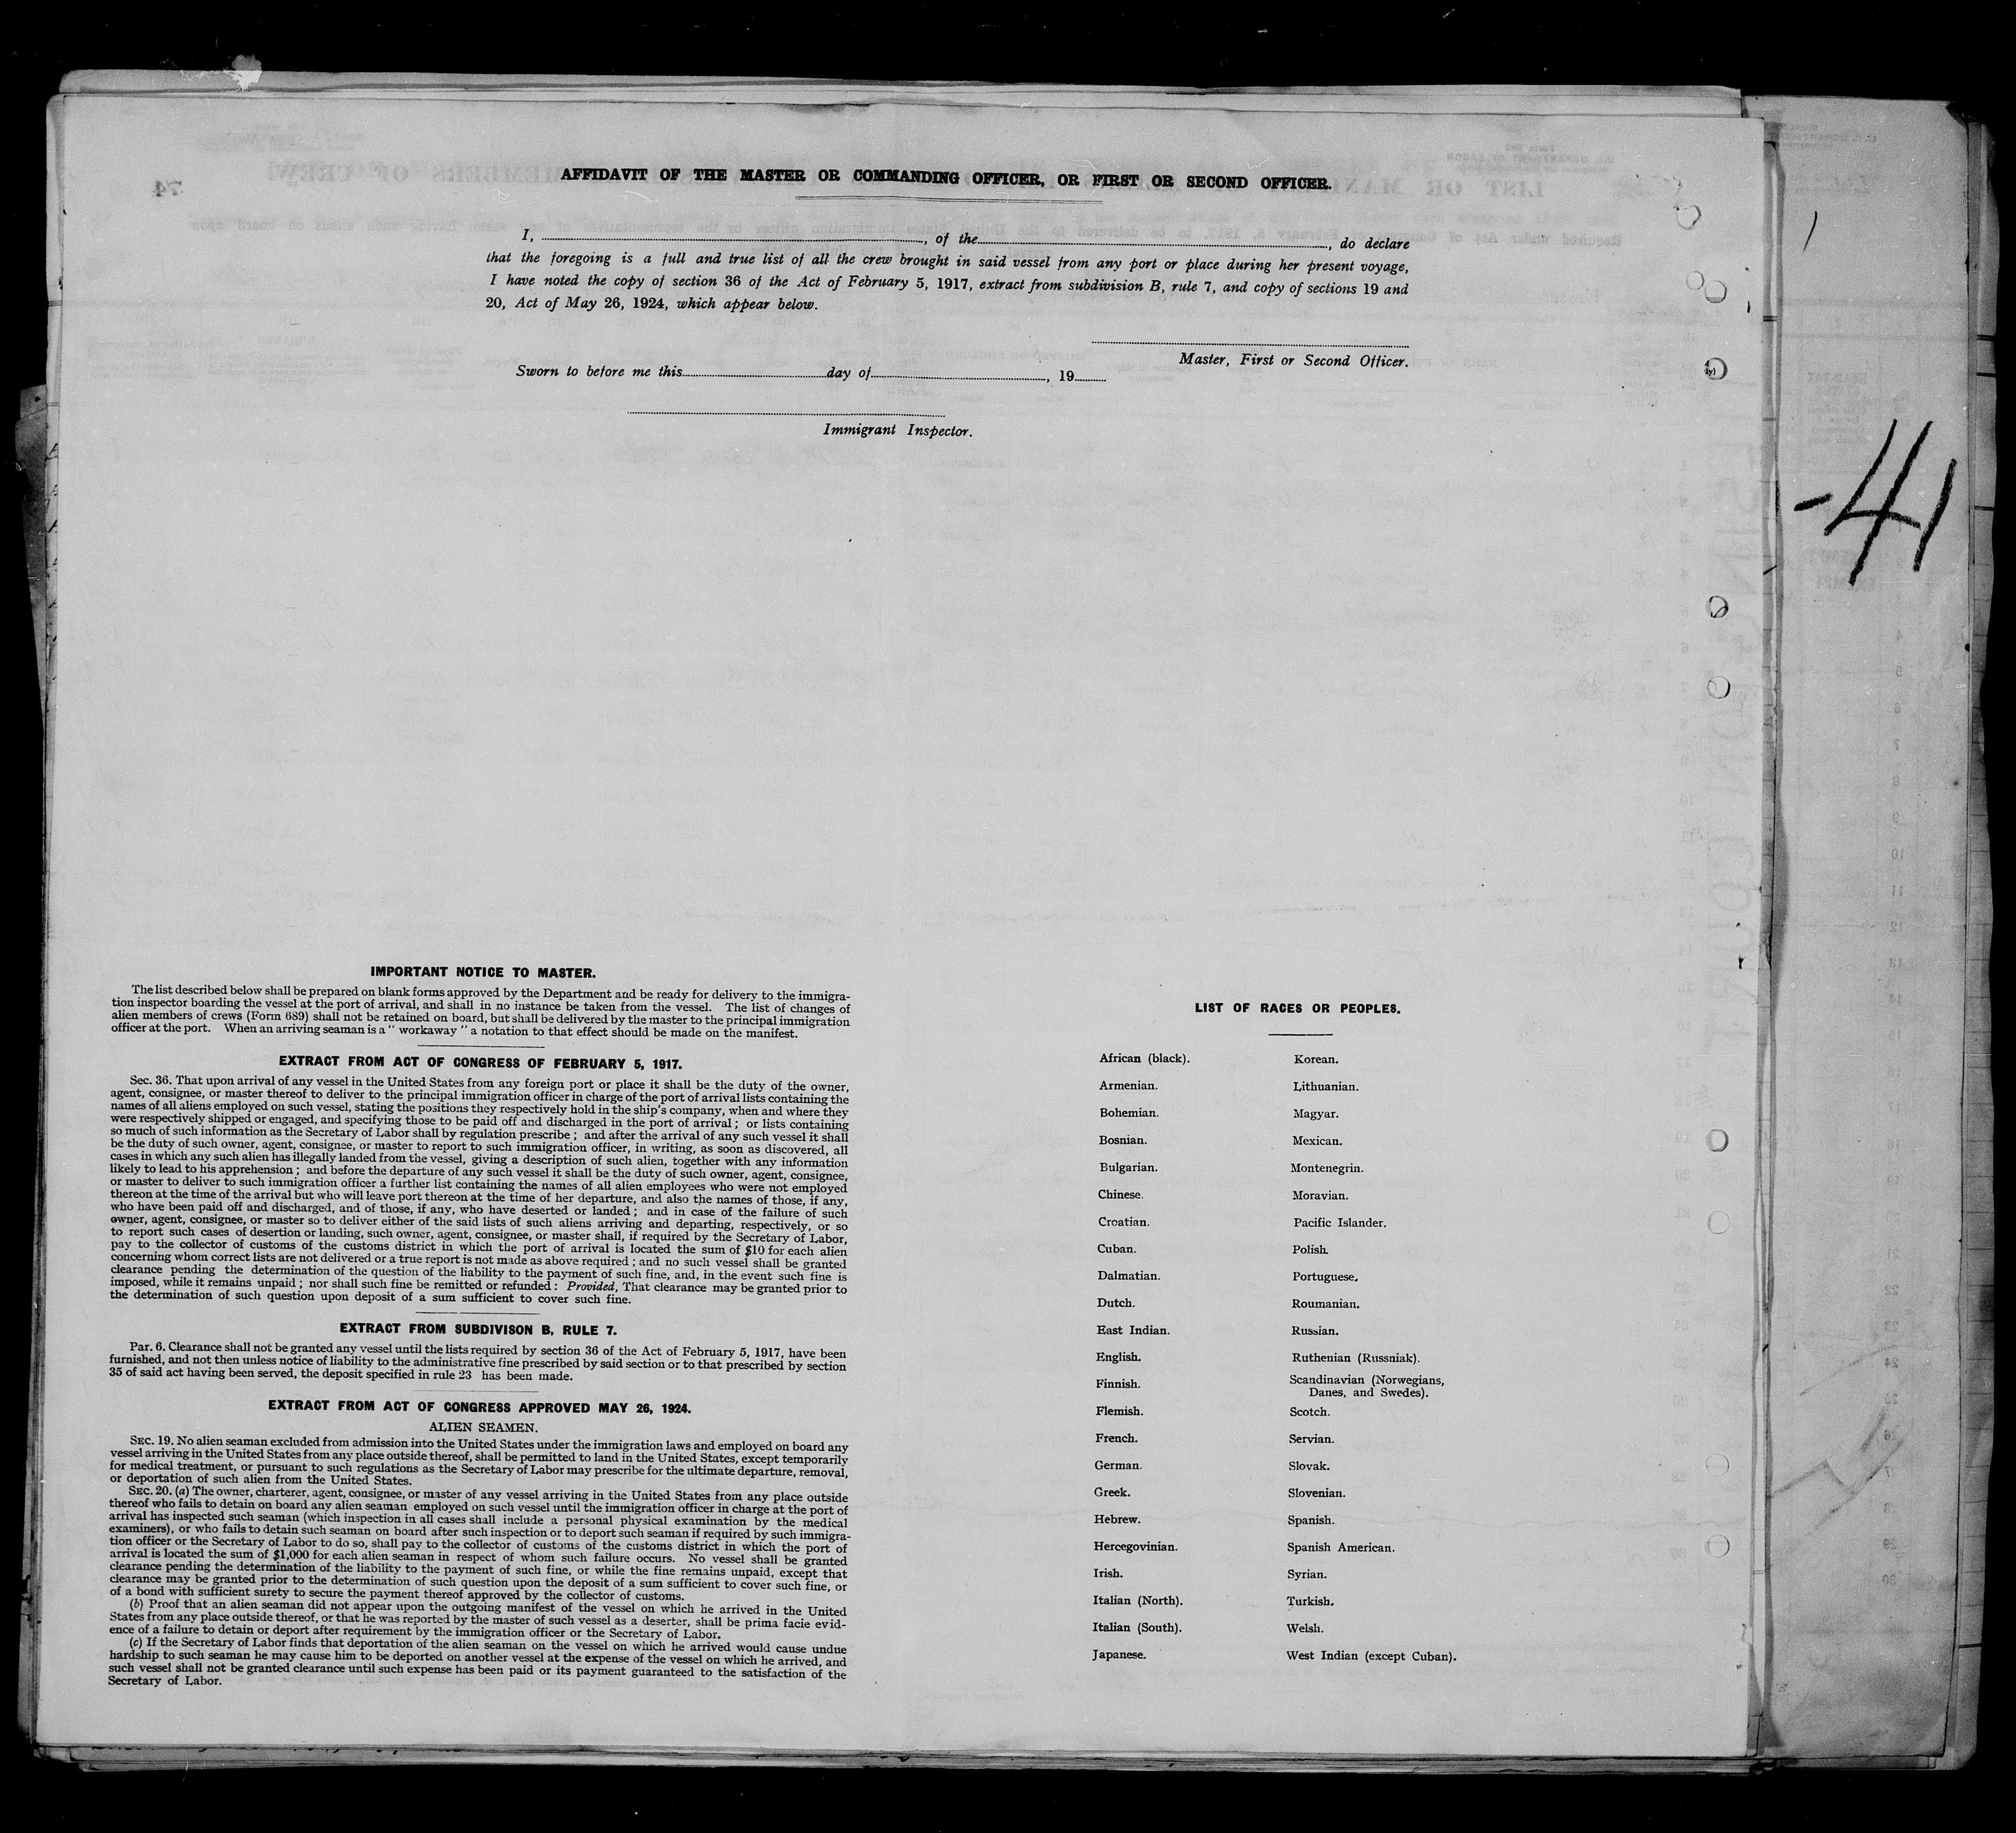 AFFIDAVIT OF THE MASTER OR COMMANDING OFFICER, OR FIRST OR SECOND OFFICER.
I, ..............., of the..............., do declare
that the foregoing is a full and true list of all the crew brought in said vessel from any port or place during her present voyage,
I have noted the copy of section 36 of the Act of February 5, 1917, extract from subdivision B, rule 7, and copy of sections 19 and
20, Act of May 26, 1924, which appear below.
Master, First or Second Officer.
Sworn to before me this...............day of..............., 19..........
Immigrant Inspector.
-41
IMPORTANT NOTICE TO MASTER.
The list described below shall be prepared on blank forms approved by the Department and be ready for delivery to the immigra-
tion inspector boarding the vessel at the port of arrival, and shall in no instance be taken from the vessel. The list of changes of
alien members of crews (Form 689) shall not be retained on board, but shall be delivered by the master to the principal immigration
officer at the port. When an arriving seaman is a " workaway " a notation to that effect should be made on the manifest.
EXTRACT FROM ACT OF CONGRESS OF FEBRUARY 5, 1917.
Sec. 36. That upon arrival of any vessel in the United States from any foreign port or place it shall be the duty of the owner,
agent, consignee, or master thereof to deliver to the principal immigration officer in charge of the port of arrival lists containing the
names of all aliens employed on such vessel, stating the positions they respectively hold in the ship's company, when and where they
were respectively shipped or engaged, and specifying those to be paid off and discharged in the port of arrival ; or lists containing
so much of such information as the Secretary of Labor shall by regulation prescribe ; and after the arrival of any such vessel it shall
be the duty of such owner, agent, consignee, or master to report to such immigration officer, in writing, as soon as discovered, all
cases in which any such alien has illegally landed from the vessel, giving a description of such alien, together with any information
likely to lead to his apprehension ; and before the departure of any such vessel it shall be the duty of such owner, agent, consignee,
or master to deliver to such immigration officer a further list containing the names of all alien employees who were not employed
thereon at the time of the arrival but who will leave port thereon at the time of her departure, and also the names of those, if any,
who have been paid off and discharged, and of those, if any, who have deserted or landed ; and in case of the failure of such
owner, agent, consignee, or master so to deliver either of the said lists of such aliens arriving and departing, respectively, or so
to report such cases of desertion or landing, such owner, agent, consignee, or master shall, if required by the Secretary of Labor,
pay to the collector of customs of the customs district in which the port of arrival is located the sum of $10 for each alien
concerning whom correct lists are not delivered or a true report is not made as above required ; and no such vessel shall be granted
clearance pending the determination of the question of the liability to the payment of such fine, and, in the event such fine is
imposed, while it remains unpaid ; nor shall such fine be remitted or refunded : Provided, That clearance may be granted prior to
the determination of such question upon deposit of a sum sufficient to cover such fine.
EXTRACT FROM SUBDIVISON B, RULE 7.
Par. 6. Clearance shall not be granted any vessel until the lists required by section 36 of the Act of February 5, 1917, have been
furnished, and not then unless notice of liability to the administrative fine prescribed by said section or to that prescribed by section
35 of said act having been served, the deposit specified in rule 23 has been made.
EXTRACT FROM ACT OF CONGRESS APPROVED MAY 26, 1924.
ALIEN SEAMEN.
SEC. 19. No alien seaman excluded from admission into the United States under the immigration laws and employed on board any
vessel arriving in the United States from any place outside thereof, shall be permitted to land in the United States, except temporarily
for medical treatment, or pursuant to such regulations as the Secretary of Labor may prescribe for the ultimate departure, removal,
or deportation of such alien from the United States.
SEC. 20. (a) The owner, charterer, agent, consignee, or master of any vessel arriving in the United States from any place outside
thereof who fails to detain on board any alien seaman employed on such vessel until the immigration officer in charge at the port of
arrival has inspected such seaman (which inspection in all cases shall include a personal physical examination by the medical
examiners), or who fails to detain such seaman on board after such inspection or to deport such seaman if required by such immigra-
tion officer or the Secretary of Labor to do so, shall pay to the collector of customs of the customs district in which the port of
arrival is located the sum of $1,000 for each alien seaman in respect of whom such failure occurs. No vessel shall be granted
clearance pending the determination of the liability to the payment of such fine, or while the fine remains unpaid, except that
clearance may be granted prior to the determination of such question upon the deposit of a sum sufficient to cover such fine, or
of a bond with sufficient surety to secure the payment thereof approved by the collector of customs.
(b) Proof that an alien seaman did not appear upon the outgoing manifest of the vessel on which he arrived in the United
States from any place outside thereof, or that he was reported by the master of such vessel as a deserter, shall be prima facie evid-
ence of a failure to detain or deport after requirement by the immigration officer or the Secretary of Labor.
(c) If the Secretary of Labor finds that deportation of the alien seaman on the vessel on which he arrived would cause undue
hardship to such seaman he may cause him to be deported on another vessel at the expense of the vessel on which he arrived, and
such vessel shall not be granted clearance until such expense has been paid or its payment guaranteed to the satisfaction of the
Secretary of Labor.
LIST OF RACES OR PEOPLES.
African (black).
Armenian.
Bohemian.
Bosnian.
Bulgarian.
Chinese.
Croatian.
Cuban.
Dalmatian.
Dutch.
East Indian.
English.
Finnish.
Flemish.
French.
German.
Greek.
Hebrew.
Hercegovinian.
Irish.
Italian (North).
Italian (South).
Japanese.
Korean.
Lithuanian.
Magyar.
Mexican.
Montenegrin.
Moravian.
Pacific Islander.
Polish.
Portuguese.
Roumanian.
Russian.
Ruthenian (Russniak).
Scandinavian (Norwegians,
Danes, and Swedes).
Scotch.
Servian.
Slovak.
Slovenian.
Spanish.
Spanish American.
Syrian.
Turkish.
Welsh.
West Indian (except Cuban).